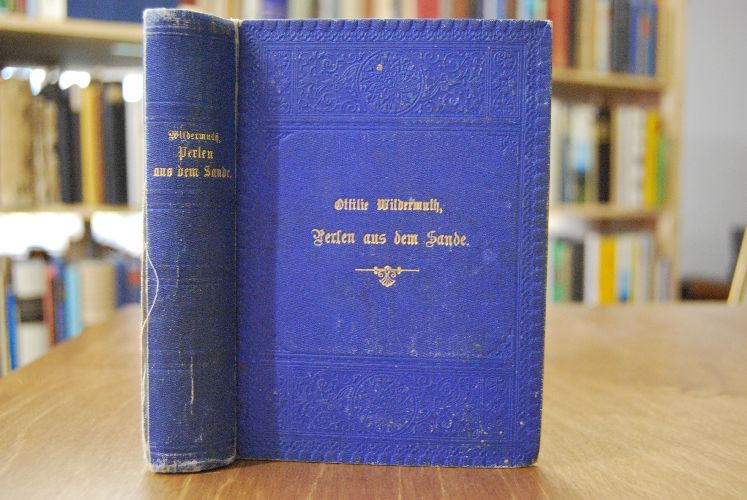 Wildermuth,
Perlen
aus dem Sande.
Ottilie Wildermuth,
Perlen aus dem Sande.